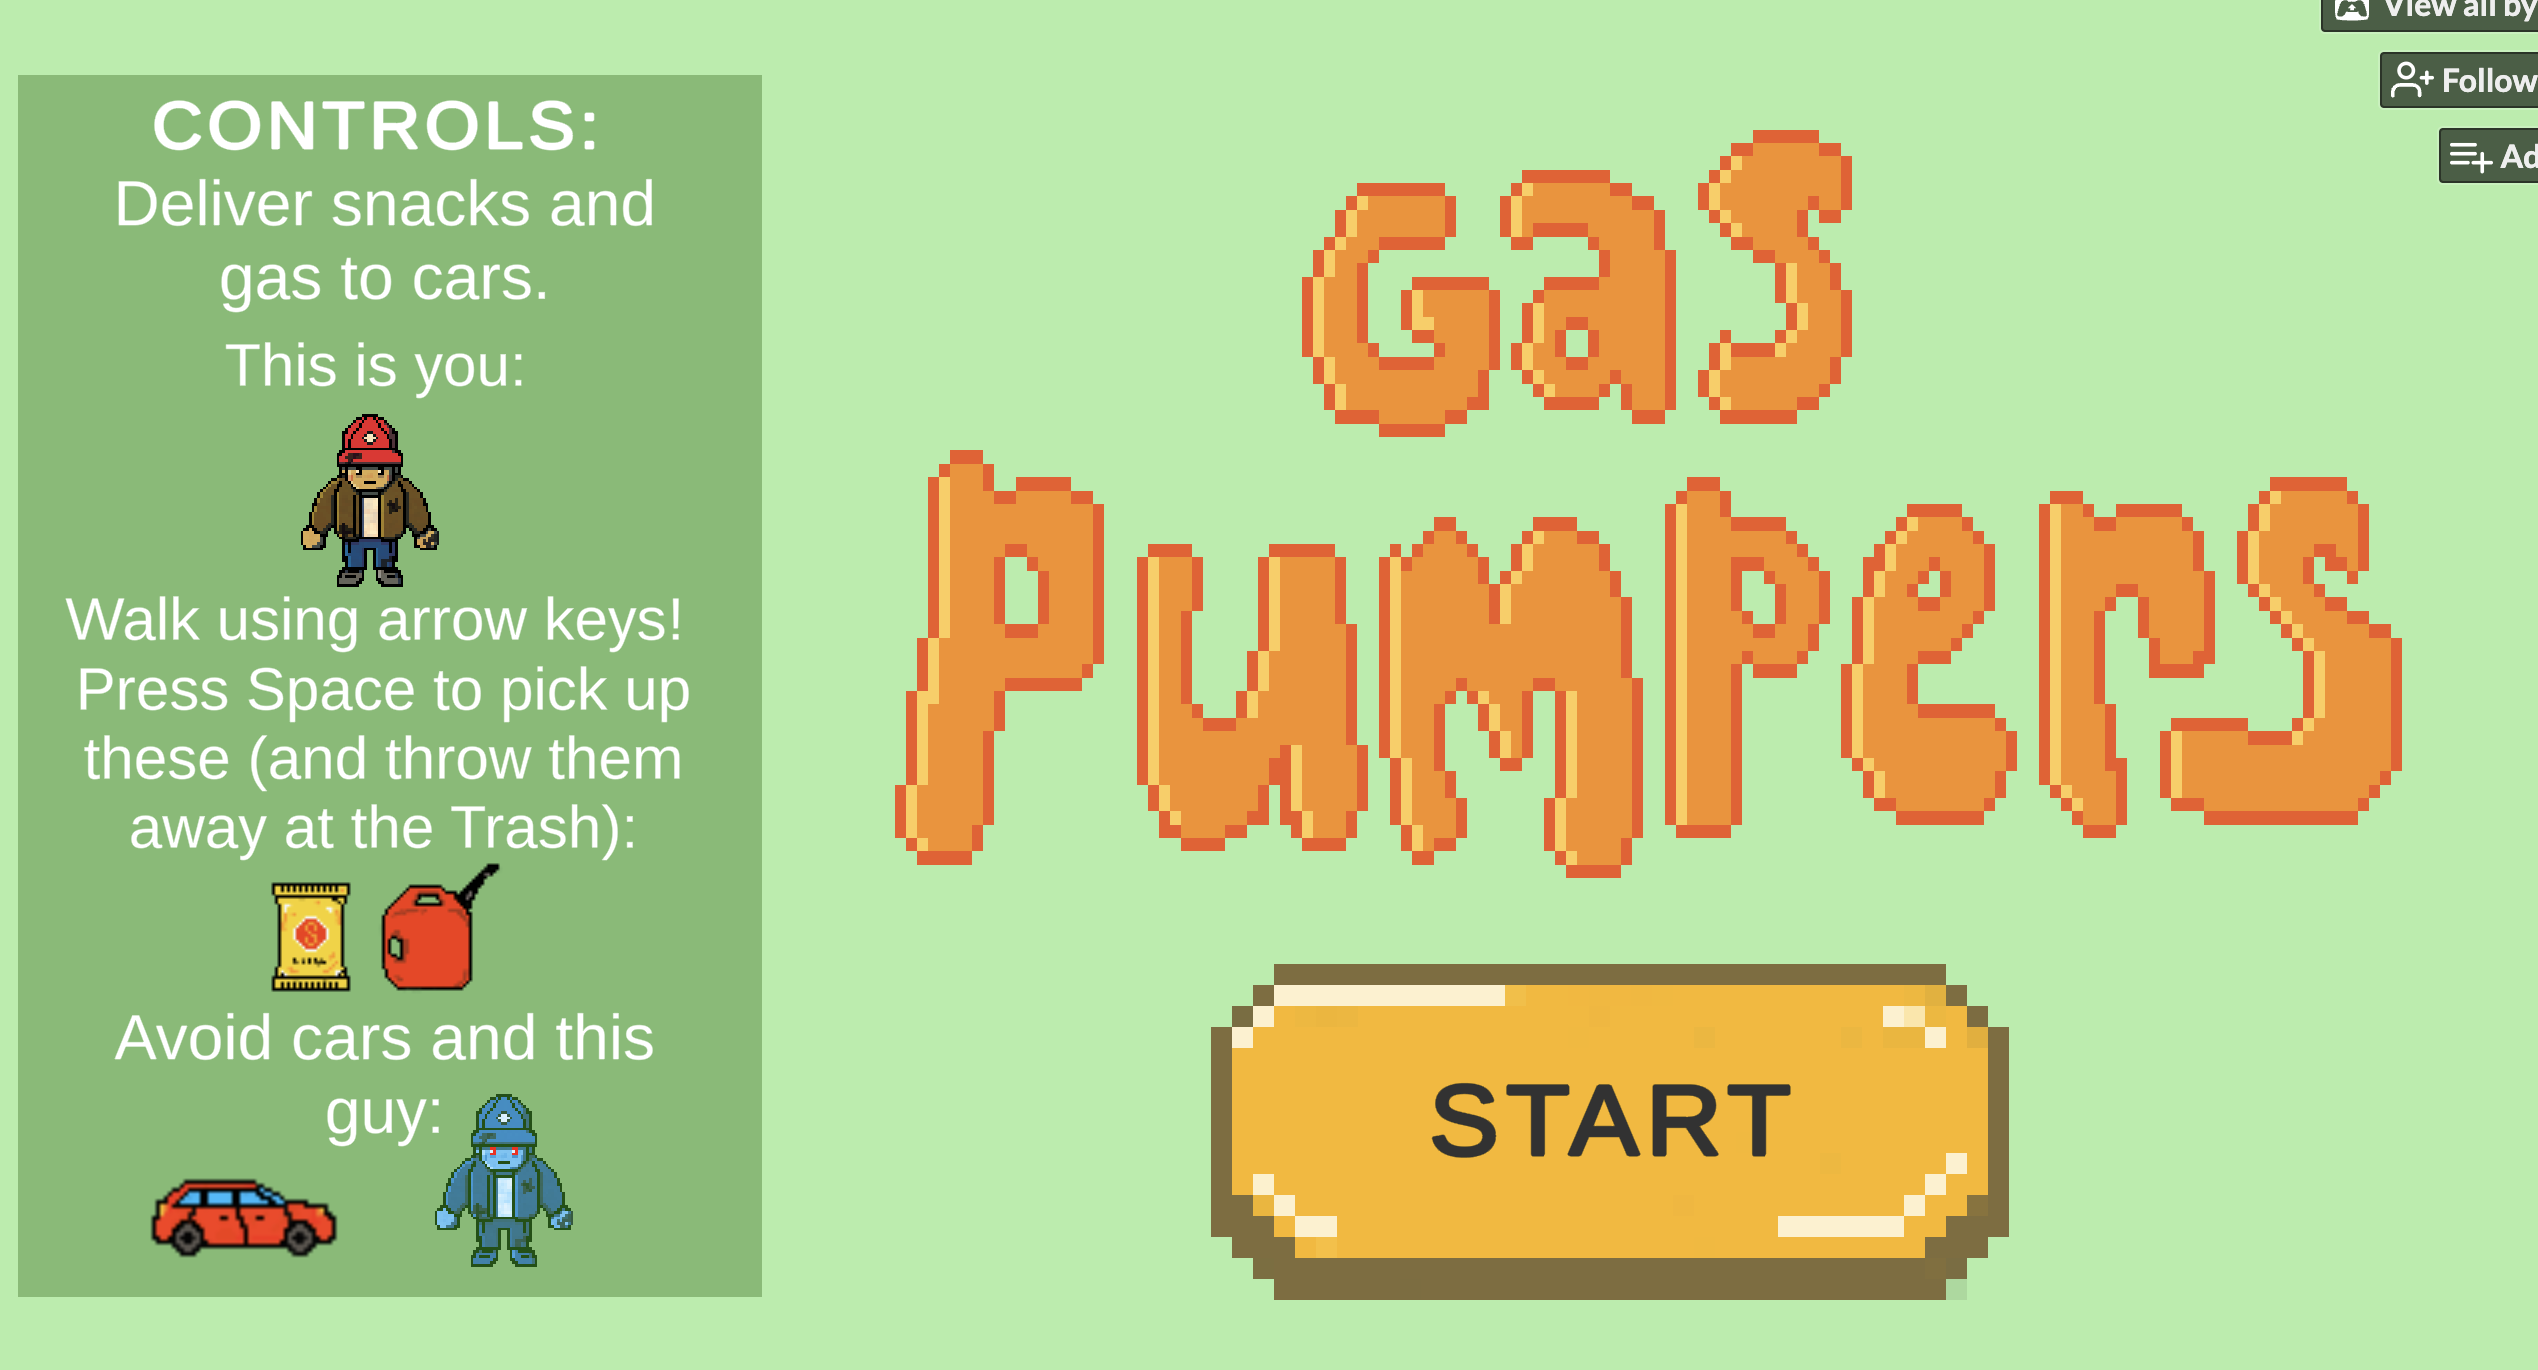 CONTROLS:
Deliver snacks and
gas to cars.
This is you:
Walk using arrow keys!
Press Space to pick up
these (and throw them
away at the Trash):
Avoid cars and this
guy:
Gas
Pumpers
START
View all by
Follow
Ad